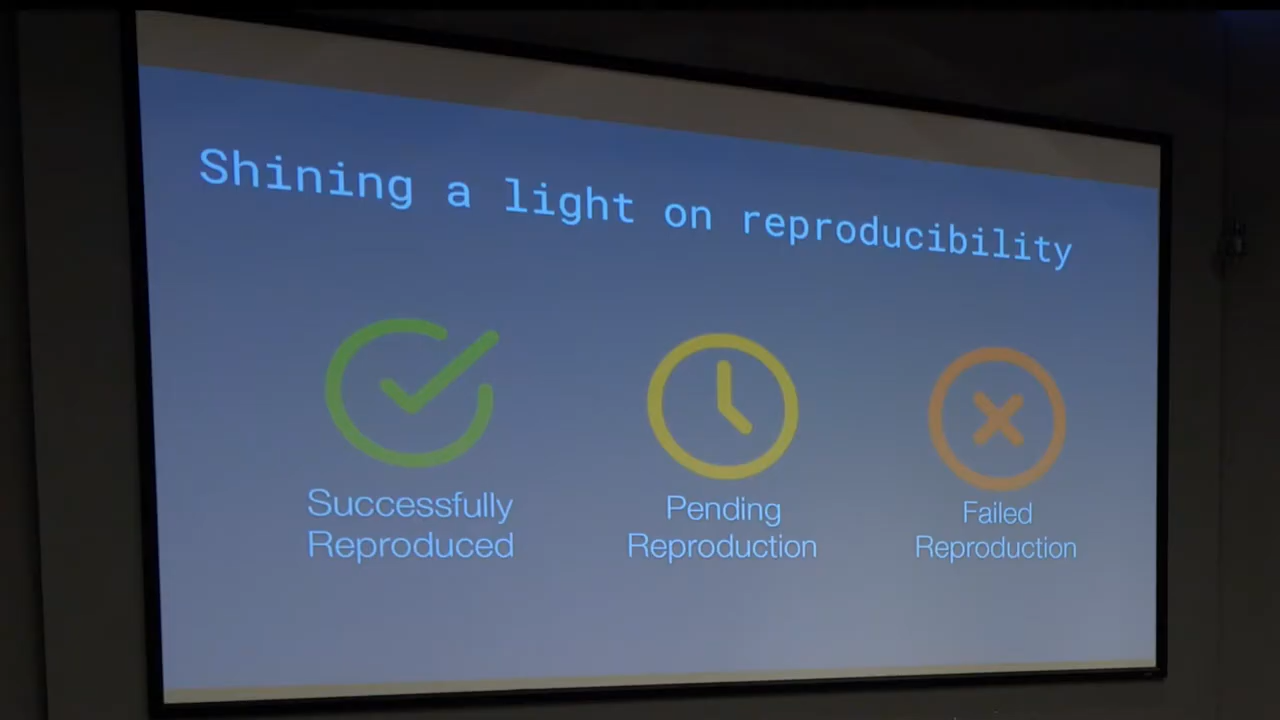 Shining a light on reproducibility
Successfully
Reproduced
Pending
Reproduction
Failed
Reproduction